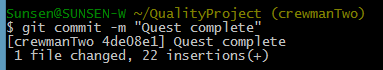 Sunsen@SUNSEN-W ~/QualityProject (crewmanTwo)
$ git commit -m "Quest complete"
[crewmanTwo 4de08e1] Quest complete
 1 file changed, 22 insertions(+)